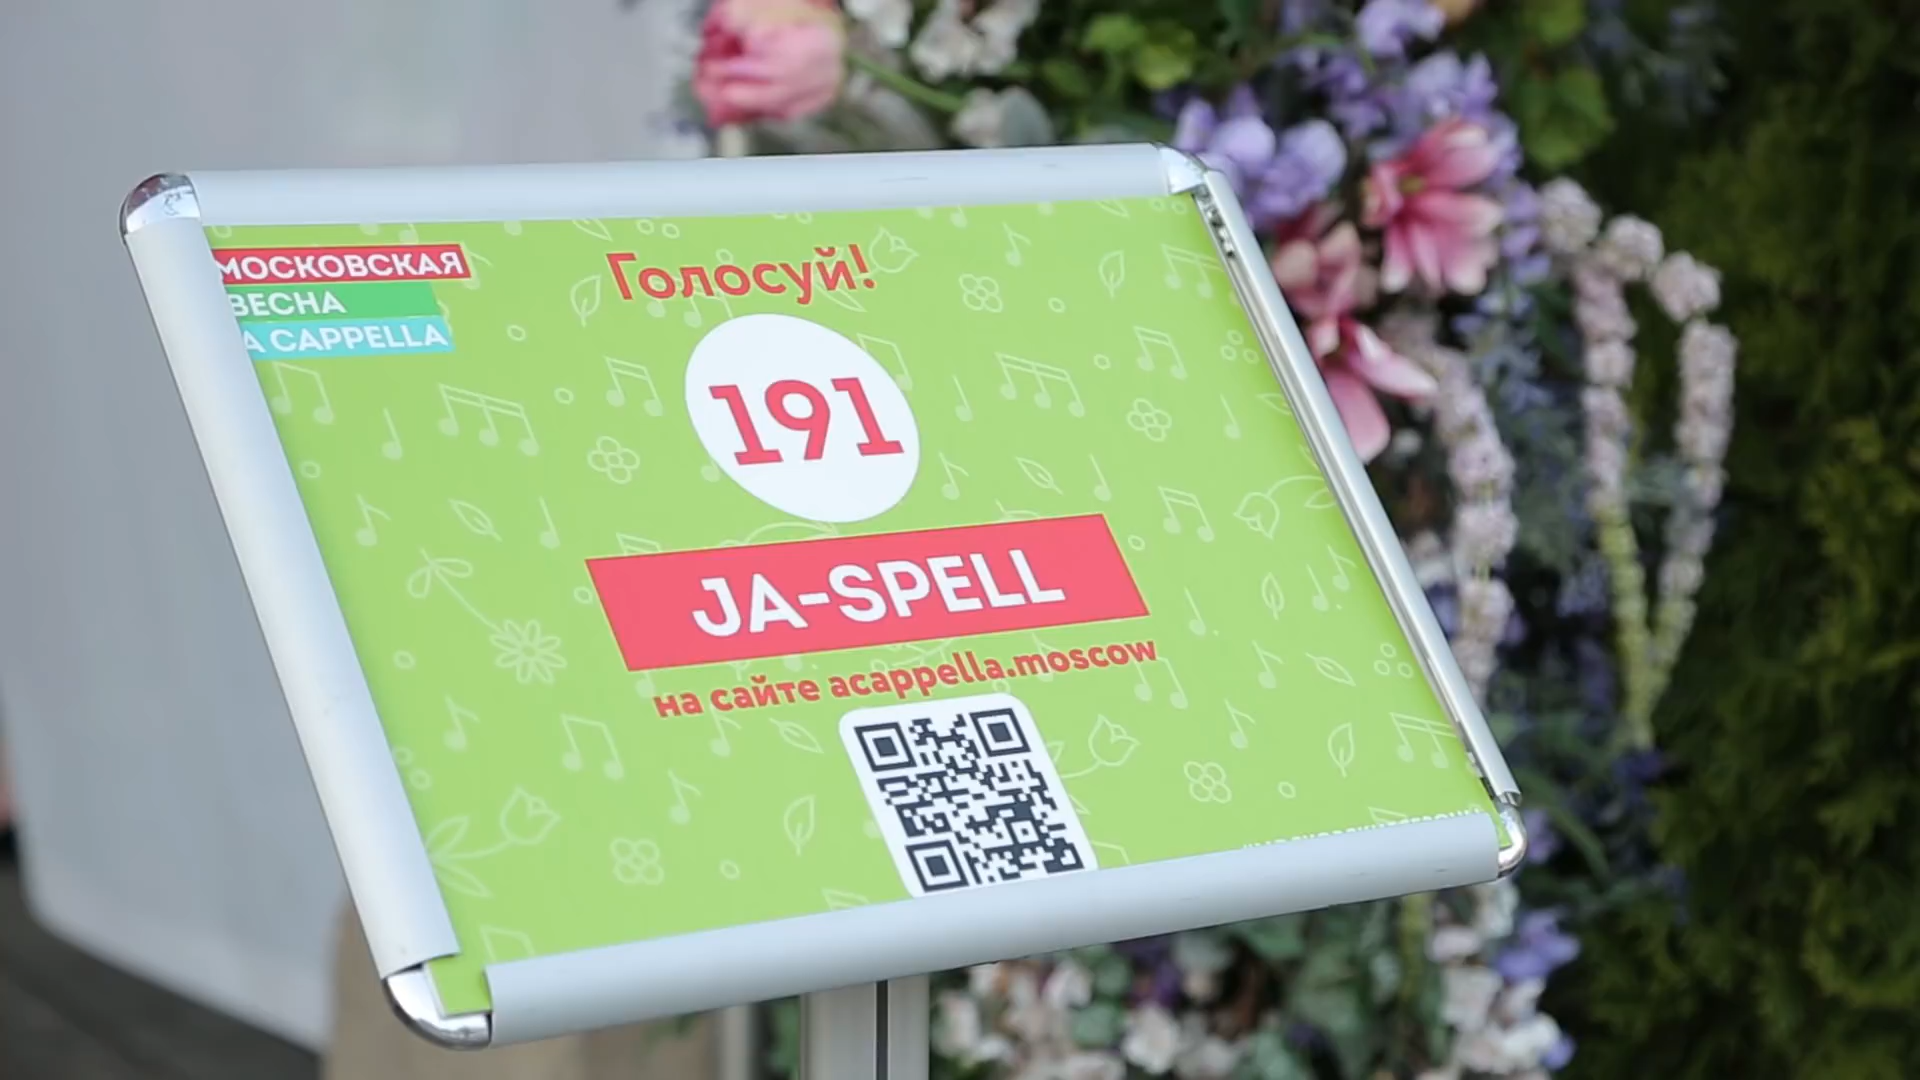 МОСКОВСКАЯ
ВЕСНА
A CAPPELLA
Голосуй!
191
JA-SPELL
на сайте acappella.moscow